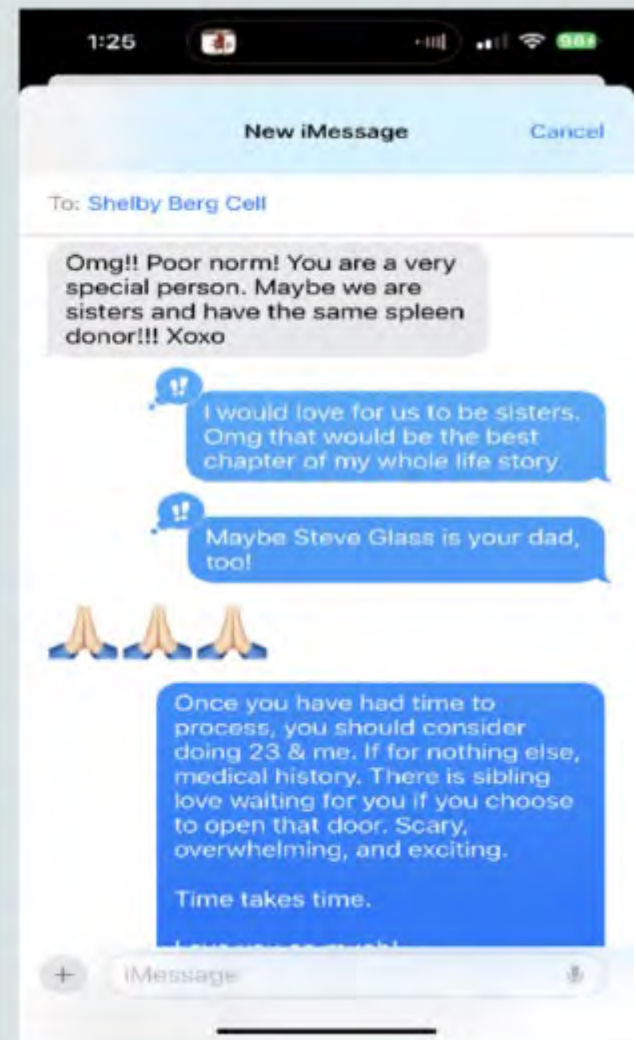 1:25
98
New iMessage
Cancel
To: Shelby Berg Cell
Omg!! Poor norm! You are a very
special person. Maybe we are
sisters and have the same spleen
donor!!! Xoxo
I would love for us to be sisters.
Omg that would be the best
chapter of my whole life story
Maybe Steve Glass is your dad,
too!
Once you have had time to
process, you should consider
doing 23 & me. If for nothing else,
medical history. There is sibling
love waiting for you if you choose
to open that door. Scary,
overwhelming, and exciting.
Time takes time.
iMessage